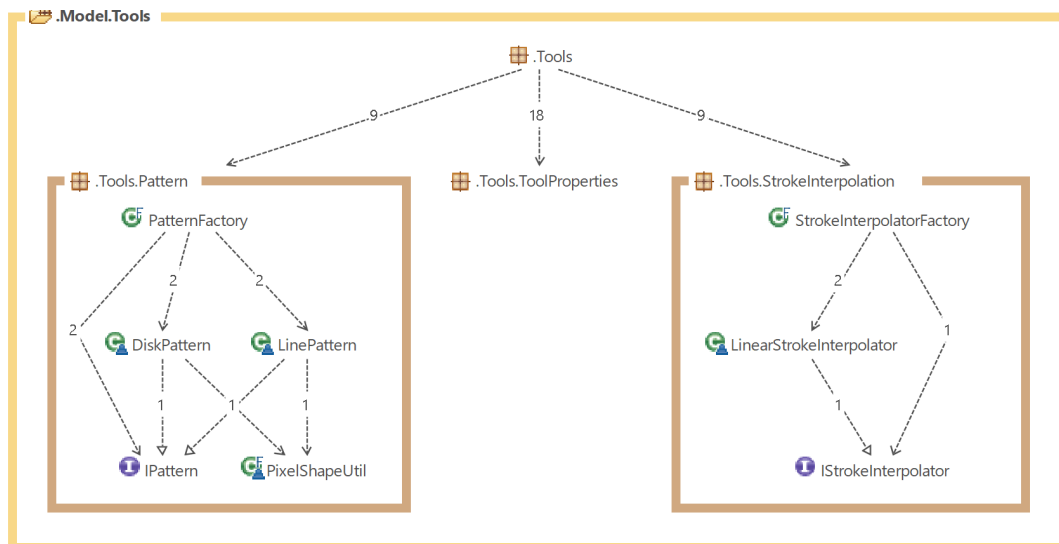 .Model.Tools
.Tools
9
18
9
.Tools.Pattern
.Tools.ToolProperties
.Tools.StrokeInterpolation
F PatternFactory
F StrokeInterpolatorFactory
2
2
2
2
1
DiskPattern
LinePattern
LinearStrokeInterpolator
1
1
1
1
IPattern
F PixelShapeUtil
IStrokeInterpolator